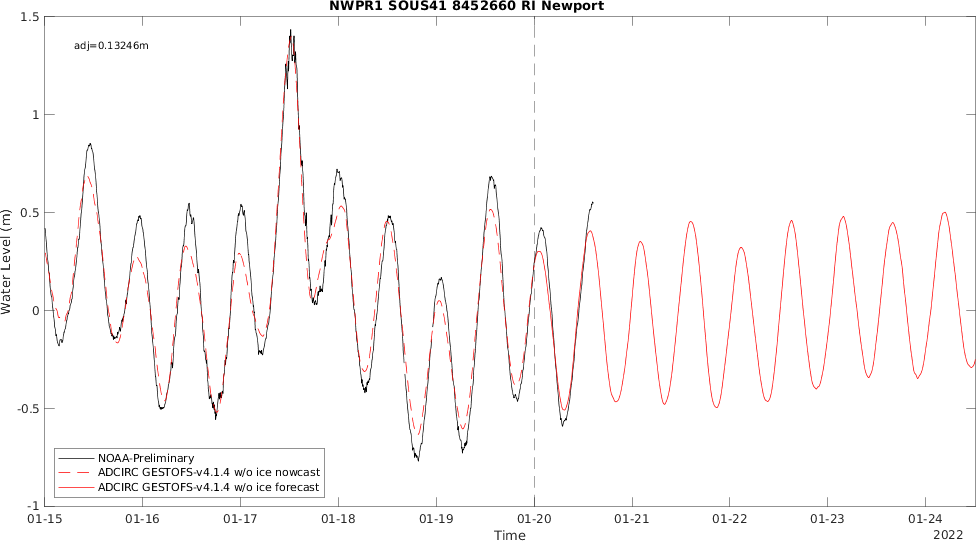 NWPR1 SOUS41 8452660 RI Newport
adj=0.13246m
1.5
1
0.5
0
-0.5
-1
Water Level (m)
NOAA-Preliminary
ADCIRC GESTOFS-v4.1.4 w/o ice nowcast
ADCIRC GESTOFS-v4.1.4 w/o ice forecast
01-15 01-16 01-17 01-18 01-19 01-20 01-21 01-22 01-23 01-24
Time
2022